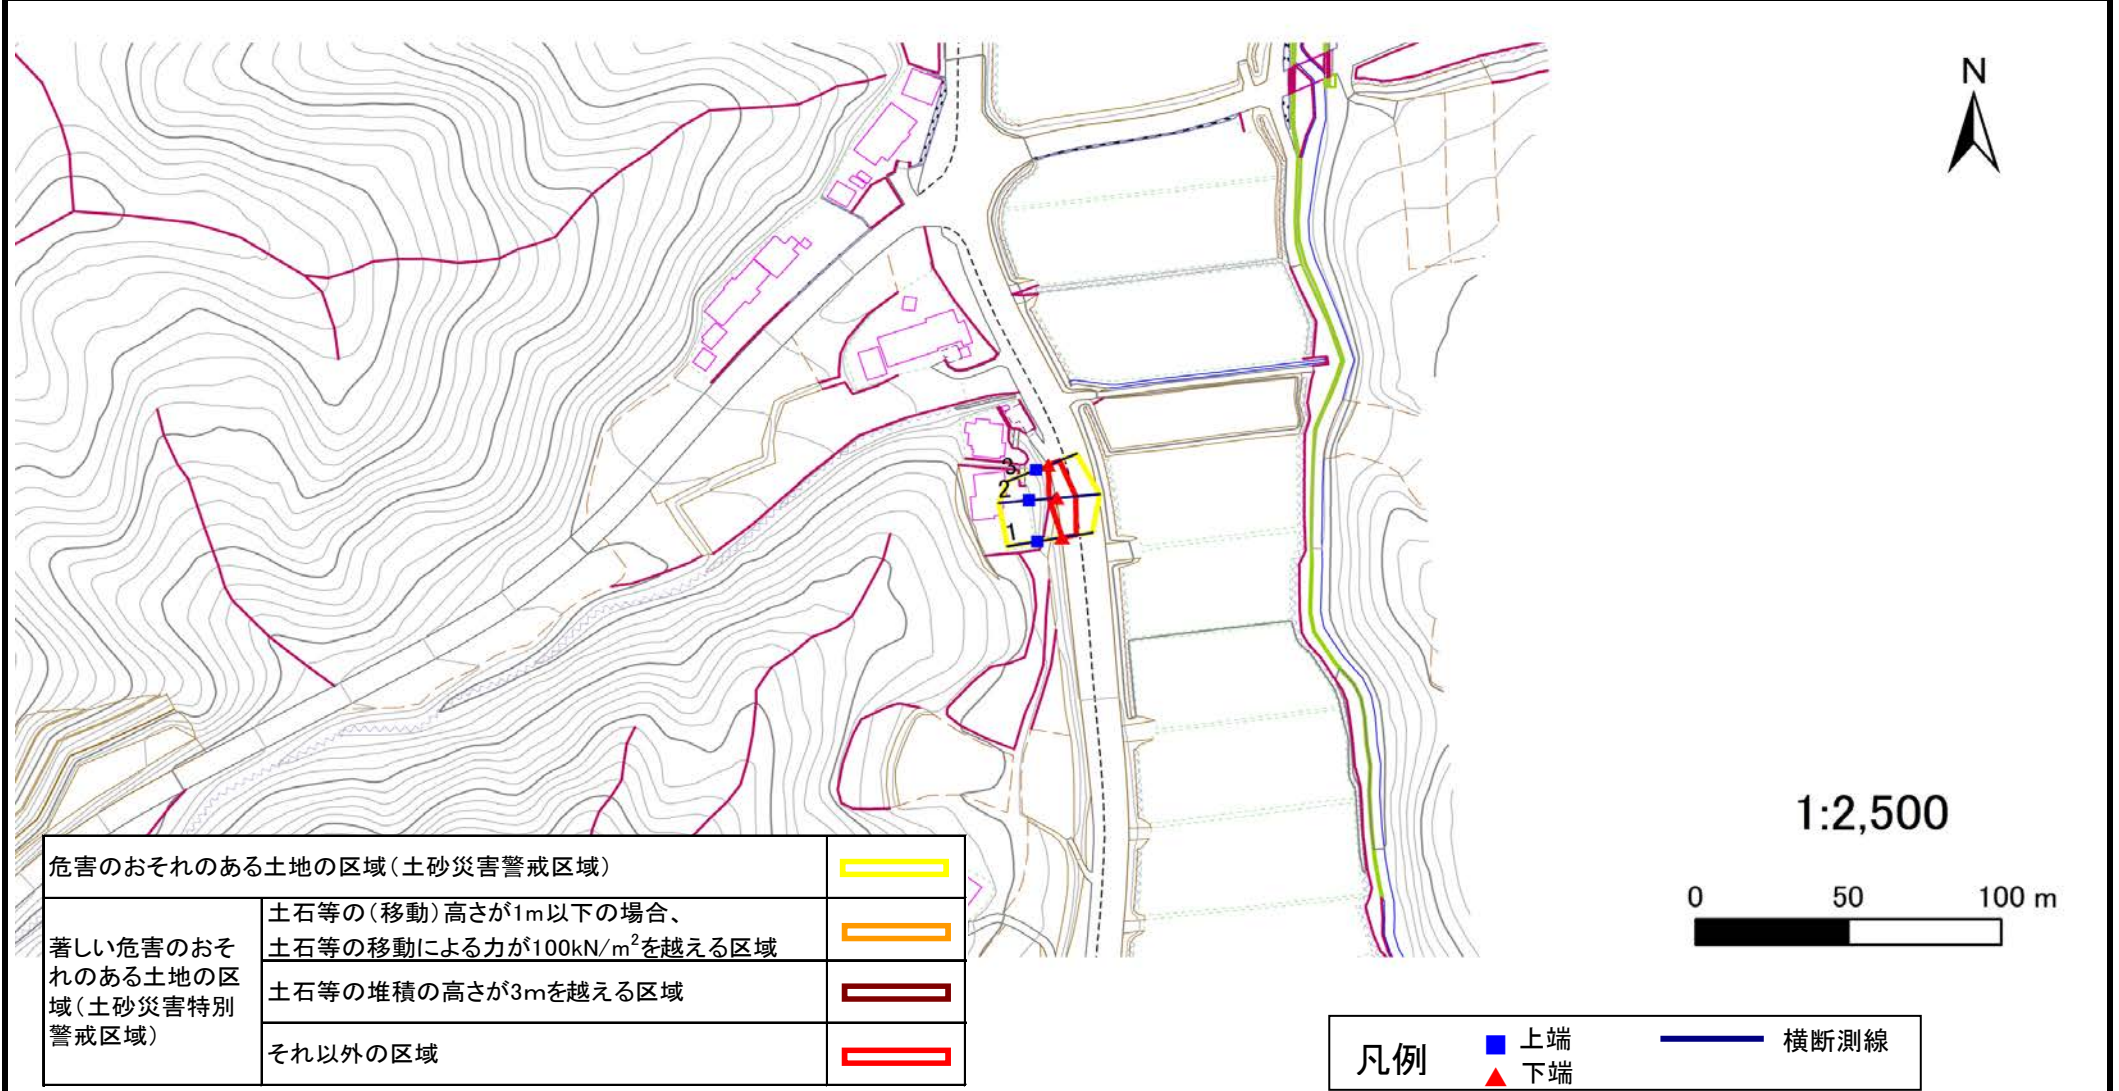 N
3
2
1
1:2,500
0 50 100 m
危害のおそれのある土地の区域(土砂災害警戒区域)
著しい危害のおそ
れのある土地の区
域(土砂災害特別
警戒区域)
土石等の(移動)高さが1m以下の場合、
土石等の移動による力が100kN/m²を越える区域
土石等の堆積の高さが3mを越える区域
それ以外の区域
凡例
上端
横断測線
下端